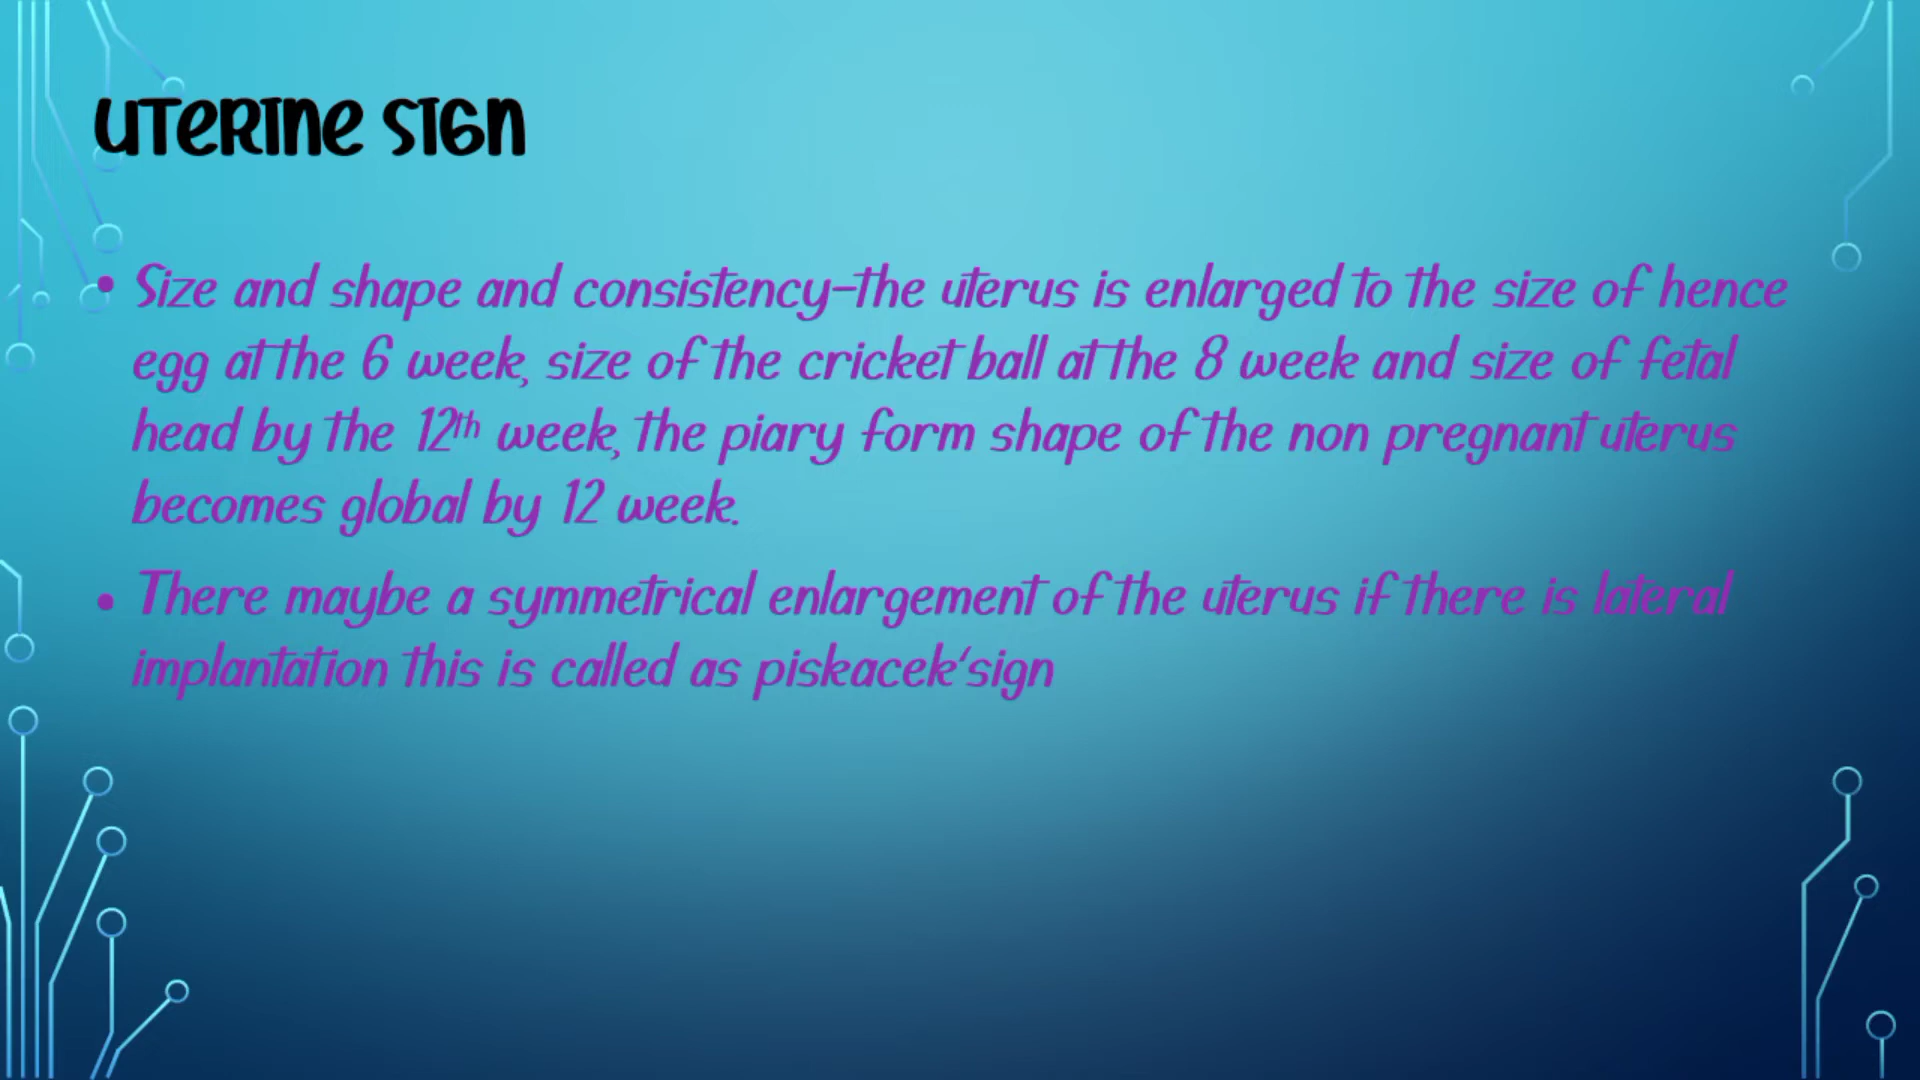 UTERINE SIGN
• Size and shape and consistency-the uterus is enlarged to the size of hence
egg at the 6 week, size of the cricket ball at the 8 week and size of fetal
head by the 12th week, the piary form shape of the non pregnant uterus
becomes global by 12 week.
• There maybe a symmetrical enlargement of the uterus if there is lateral
implantation this is called as piskacek'sign